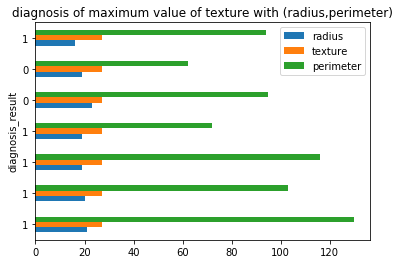 diagnosis of maximum value of texture with (radius,perimeter)
radius
texture
perimeter
diagnosis_result
1
0
0
1
1
1
1
0 20 40 60 80 100 120